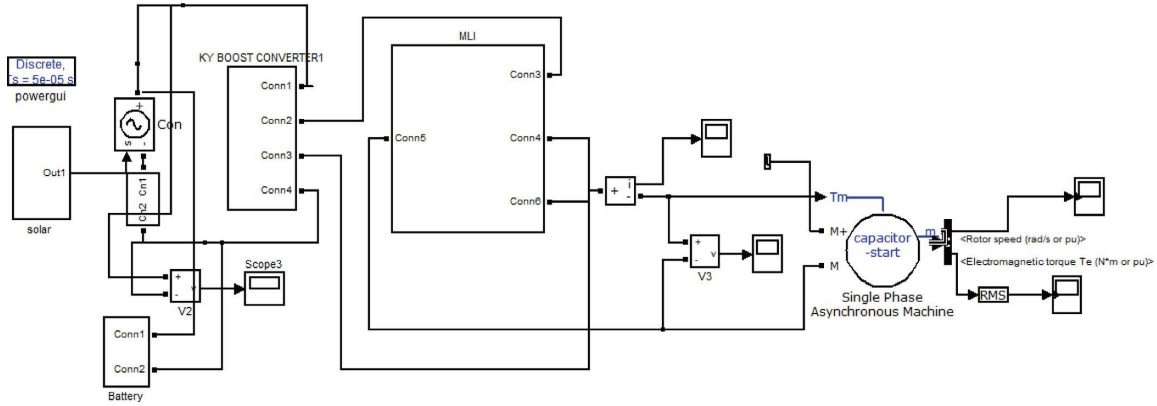 Discrete,
Ts = 5e-05 s
powergui
solar
Out1
Con
+
s
-
Cn1
Cn2
KY BOOST CONVERTER1
Conn1
Conn2
Conn3
Conn4
+
-
v
V2
Scope3
Conn1
Conn2
Battery
MLI
Conn3
Conn5
Conn4
Conn6
+
i
-
+
-
v
V3
Tm
M+
M
capacitor
-start
m
Single Phase
Asynchronous Machine
<Rotor speed (rad/s or pu)>
<Electromagnetic torque Te (N*m or pu)>
RMS